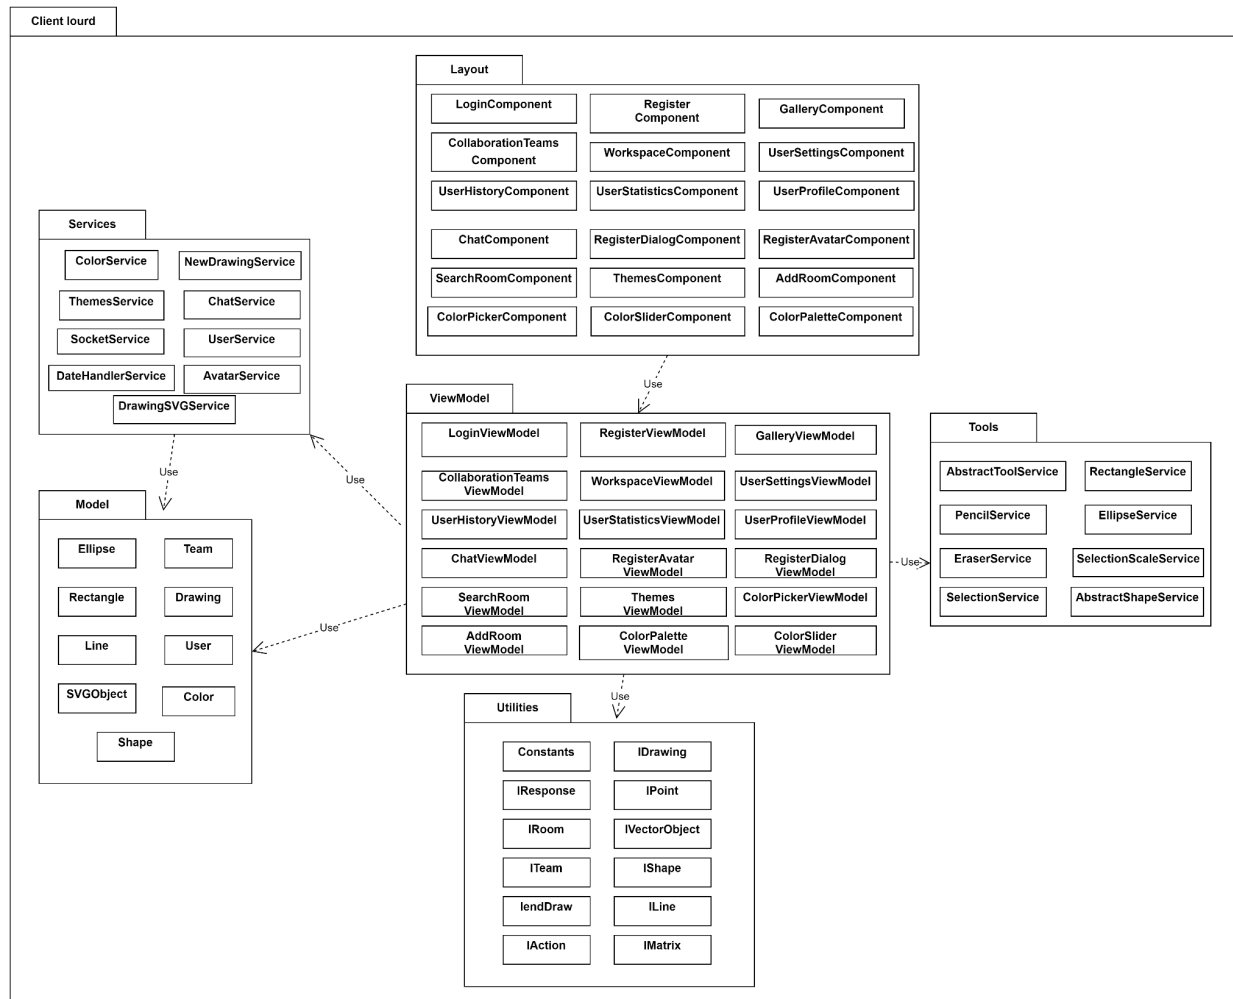 Client lourd
Layout
LoginComponent
Register
Component
GalleryComponent
CollaborationTeams
Component
WorkspaceComponent
UserSettingsComponent
UserHistoryComponent
UserStatisticsComponent
UserProfileComponent
ChatComponent
RegisterDialogComponent
RegisterAvatarComponent
SearchRoomComponent
ThemesComponent
AddRoomComponent
ColorPickerComponent
ColorSliderComponent
ColorPaletteComponent
Use
Services
ColorService
NewDrawingService
ThemesService
ChatService
SocketService
UserService
DateHandlerService
AvatarService
DrawingSVGService
Use
Use
Model
Ellipse
Team
Rectangle
Drawing
Line
User
SVGObject
Color
Shape
Use
ViewModel
LoginViewModel
RegisterViewModel
GalleryViewModel
CollaborationTeams
ViewModel
WorkspaceViewModel
UserSettingsViewModel
UserHistoryViewModel
UserStatisticsViewModel
UserProfileViewModel
ChatViewModel
RegisterAvatar
ViewModel
RegisterDialog
ViewModel
SearchRoom
ViewModel
Themes
ViewModel
ColorPickerViewModel
AddRoom
ViewModel
ColorPalette
ViewModel
ColorSlider
ViewModel
Use
Tools
AbstractToolService
RectangleService
PencilService
EllipseService
EraserService
SelectionScaleService
SelectionService
AbstractShapeService
Use
Utilities
Constants
IDrawing
IResponse
IPoint
IRoom
IVectorObject
ITeam
IShape
IendDraw
ILine
IAction
IMatrix